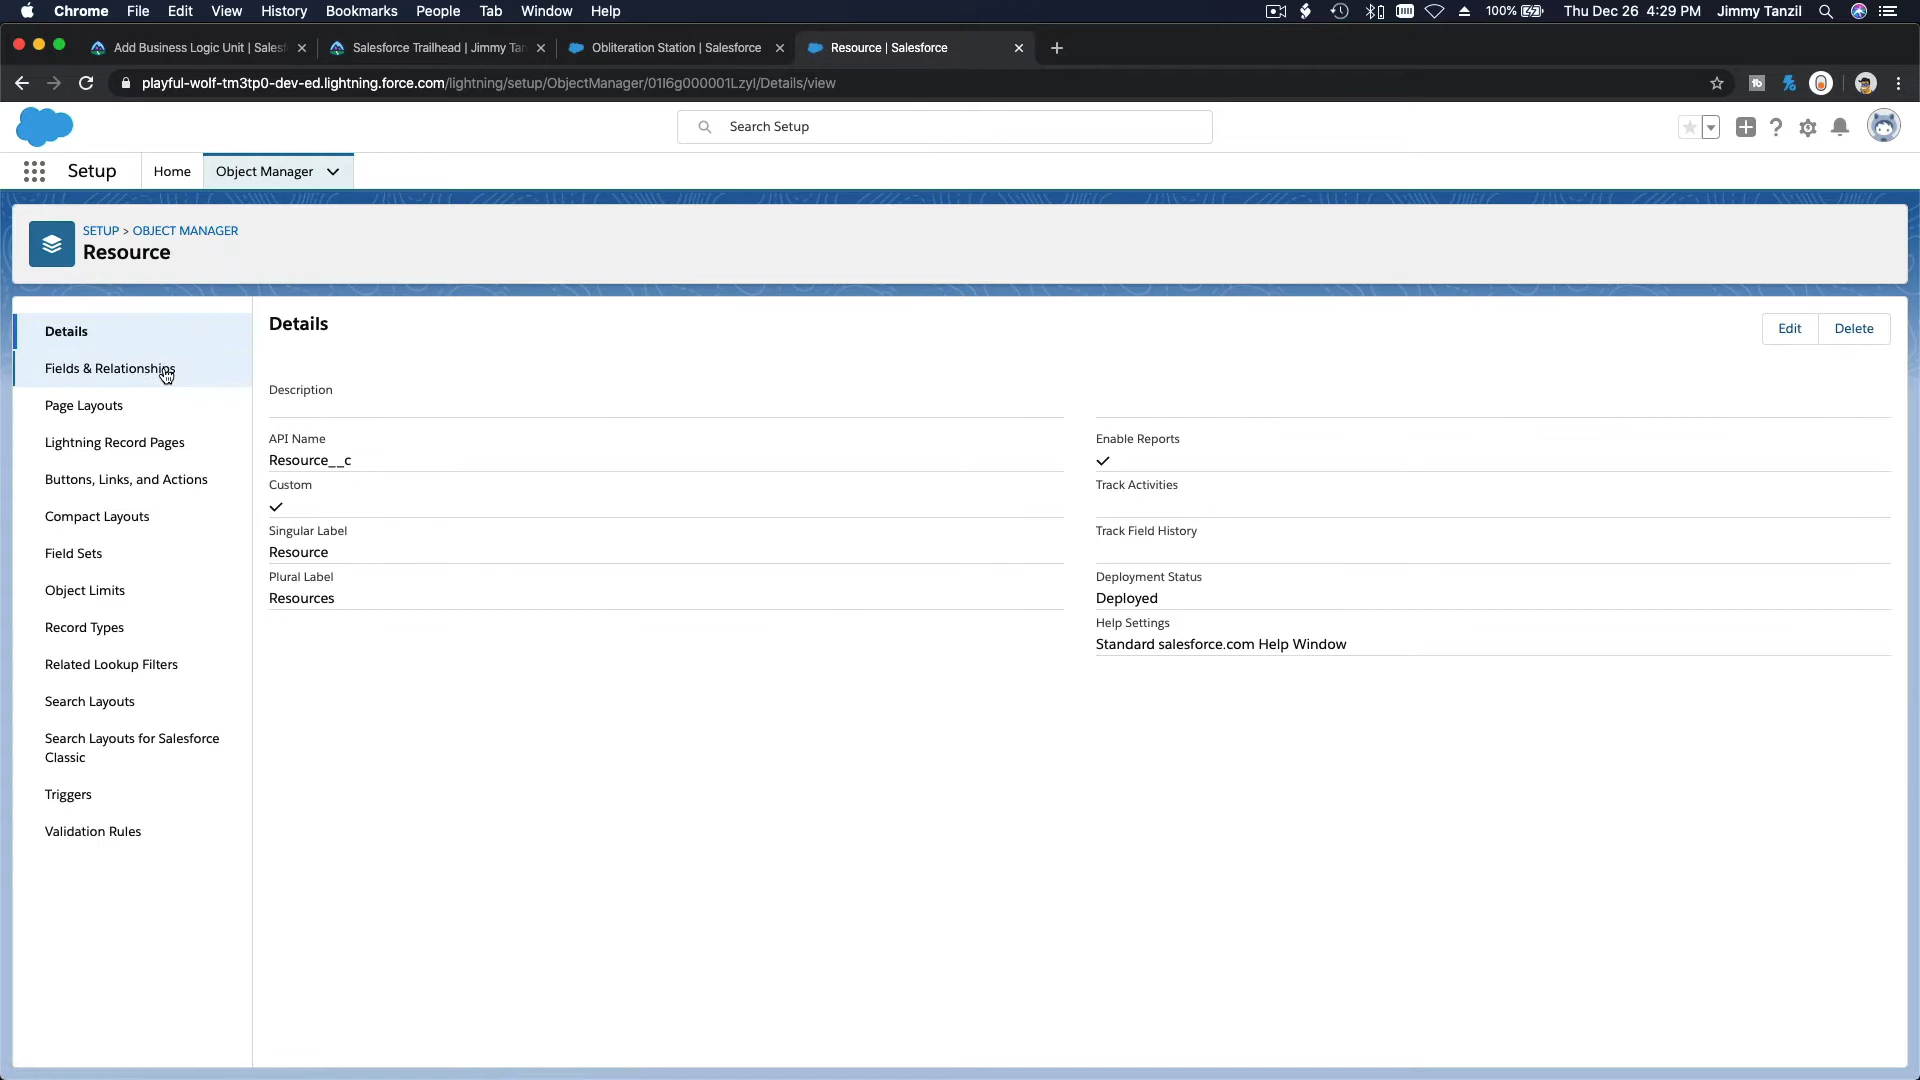 Chrome File Edit View History Bookmarks People Tab Window Help 100% Thu Dec 26 4:29 PM Jimmy Tanzil
Add Business Logic Unit | Salesf Salesforce Trailhead | Jimmy Tan Obliteration Station | Salesforce Resource | Salesforce
playful-wolf-tm3tp0-dev-ed.lightning.force.com/lightning/setup/ObjectManager/01I6g000001LzyI/Details/view
Search Setup
Setup Home Object Manager
SETUP > OBJECT MANAGER
Resource
Details
Fields & Relationships
Page Layouts
Lightning Record Pages
Buttons, Links, and Actions
Compact Layouts
Field Sets
Object Limits
Record Types
Related Lookup Filters
Search Layouts
Search Layouts for Salesforce
Classic
Triggers
Validation Rules
Details
Edit Delete
Description
API Name
Resource__c
Custom
Singular Label
Resource
Plural Label
Resources
Enable Reports
Track Activities
Track Field History
Deployment Status
Deployed
Help Settings
Standard salesforce.com Help Window